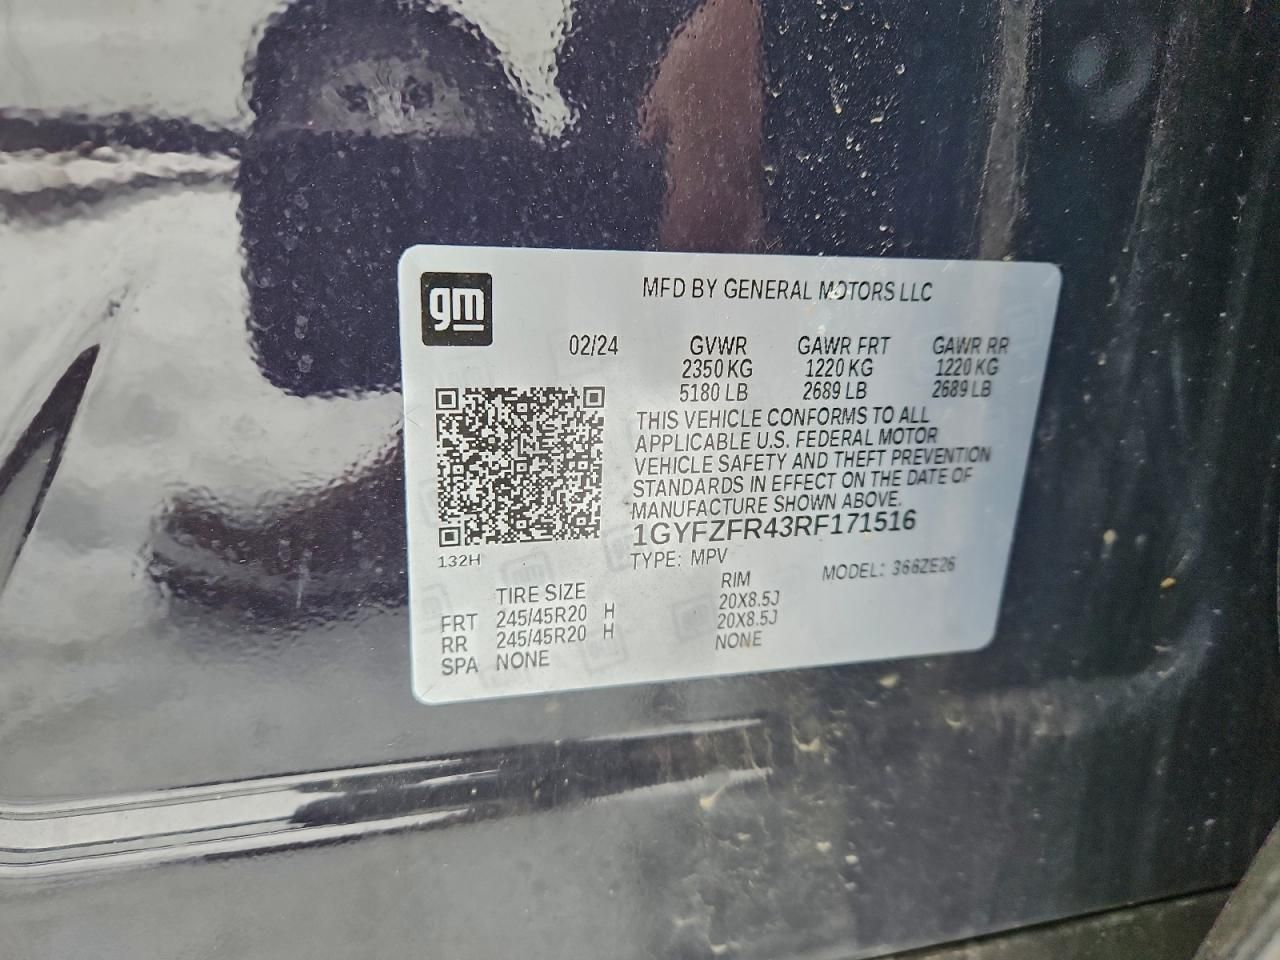 gm
MFD BY GENERAL MOTORS LLC
02/24 GVWR GAWR FRT GAWR RR
2350 KG 1220 KG 1220 KG
5180 LB 2689 LB 2689 LB
THIS VEHICLE CONFORMS TO ALL
APPLICABLE U.S. FEDERAL MOTOR
VEHICLE SAFETY AND THEFT PREVENTION
STANDARDS IN EFFECT ON THE DATE OF
MANUFACTURE SHOWN ABOVE.
1GYFZFR43RF171516
132H TYPE: MPV MODEL: 366ZE26
TIRE SIZE RIM
FRT 245/45R20 H 20X8.5J
RR 245/45R20 H 20X8.5J
SPA NONE NONE